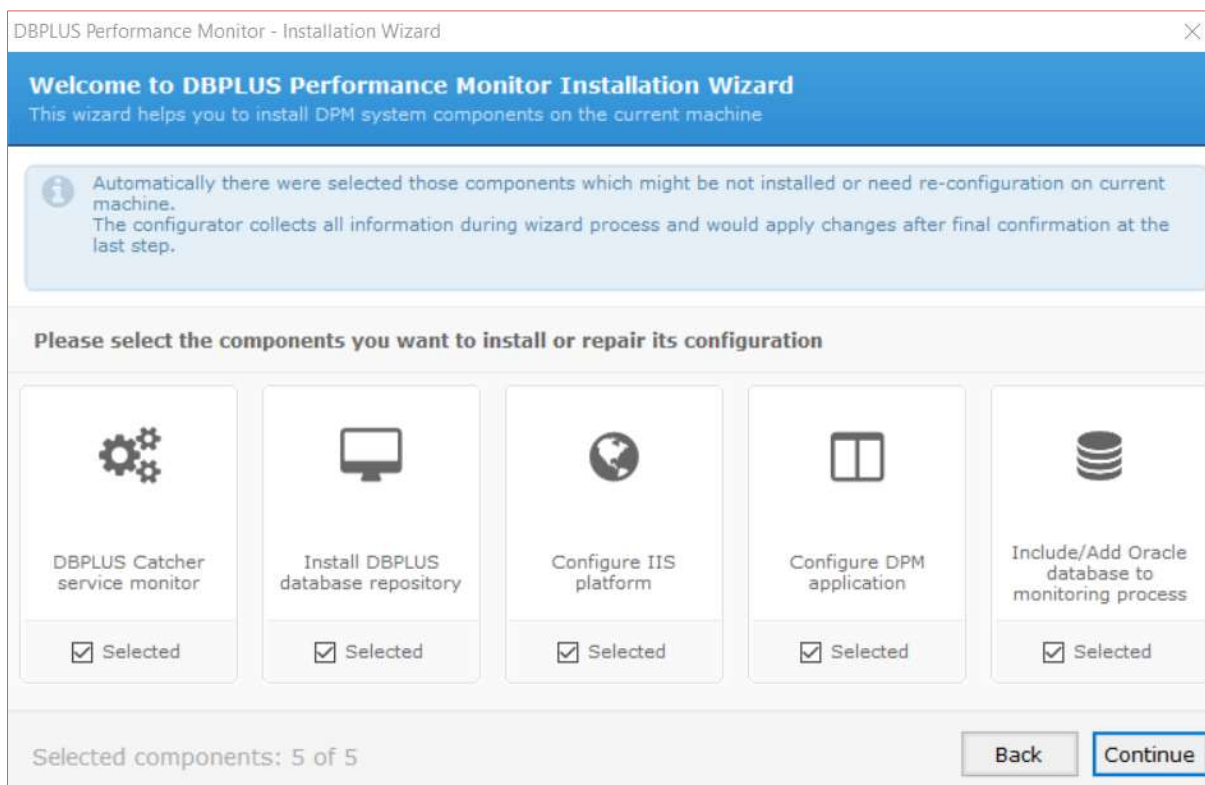 DBPLUS Performance Monitor - Installation Wizard
Welcome to DBPLUS Performance Monitor Installation Wizard
This wizard helps you to install DPM system components on the current machine
Automatically there were selected those components which might be not installed or need re-configuration on current
machine.
The configurator collects all information during wizard process and would apply changes after final confirmation at the
last step.
Please select the components you want to install or repair its configuration
DBPLUS Catcher
service monitor
Selected
Install DBPLUS
database repository
Selected
Configure IIS
platform
Selected
Configure DPM
application
Selected
Include/Add Oracle
database to
monitoring process
Selected
Selected components: 5 of 5
Back
Continue